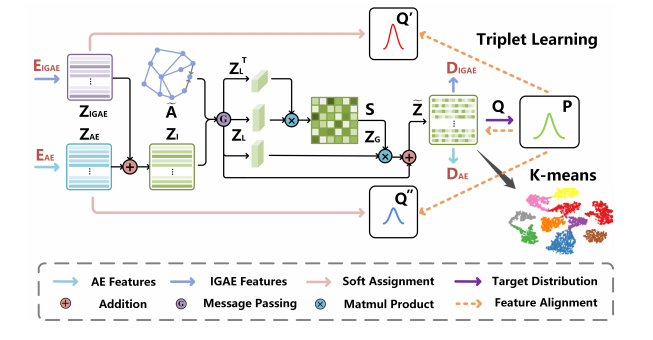 Q′
Triplet Learning
E_IGAE
Z_IGAE
Ã
Z_L^T
D_IGAE
G
S
Z_G
Z̃
Q
P
E_AE
Z_AE
Z_I
Z_L
D_AE
K-means
Q″
AE Features
IGAE Features
Soft Assignment
Target Distribution
Addition
G
Message Passing
Matmul Product
Feature Alignment